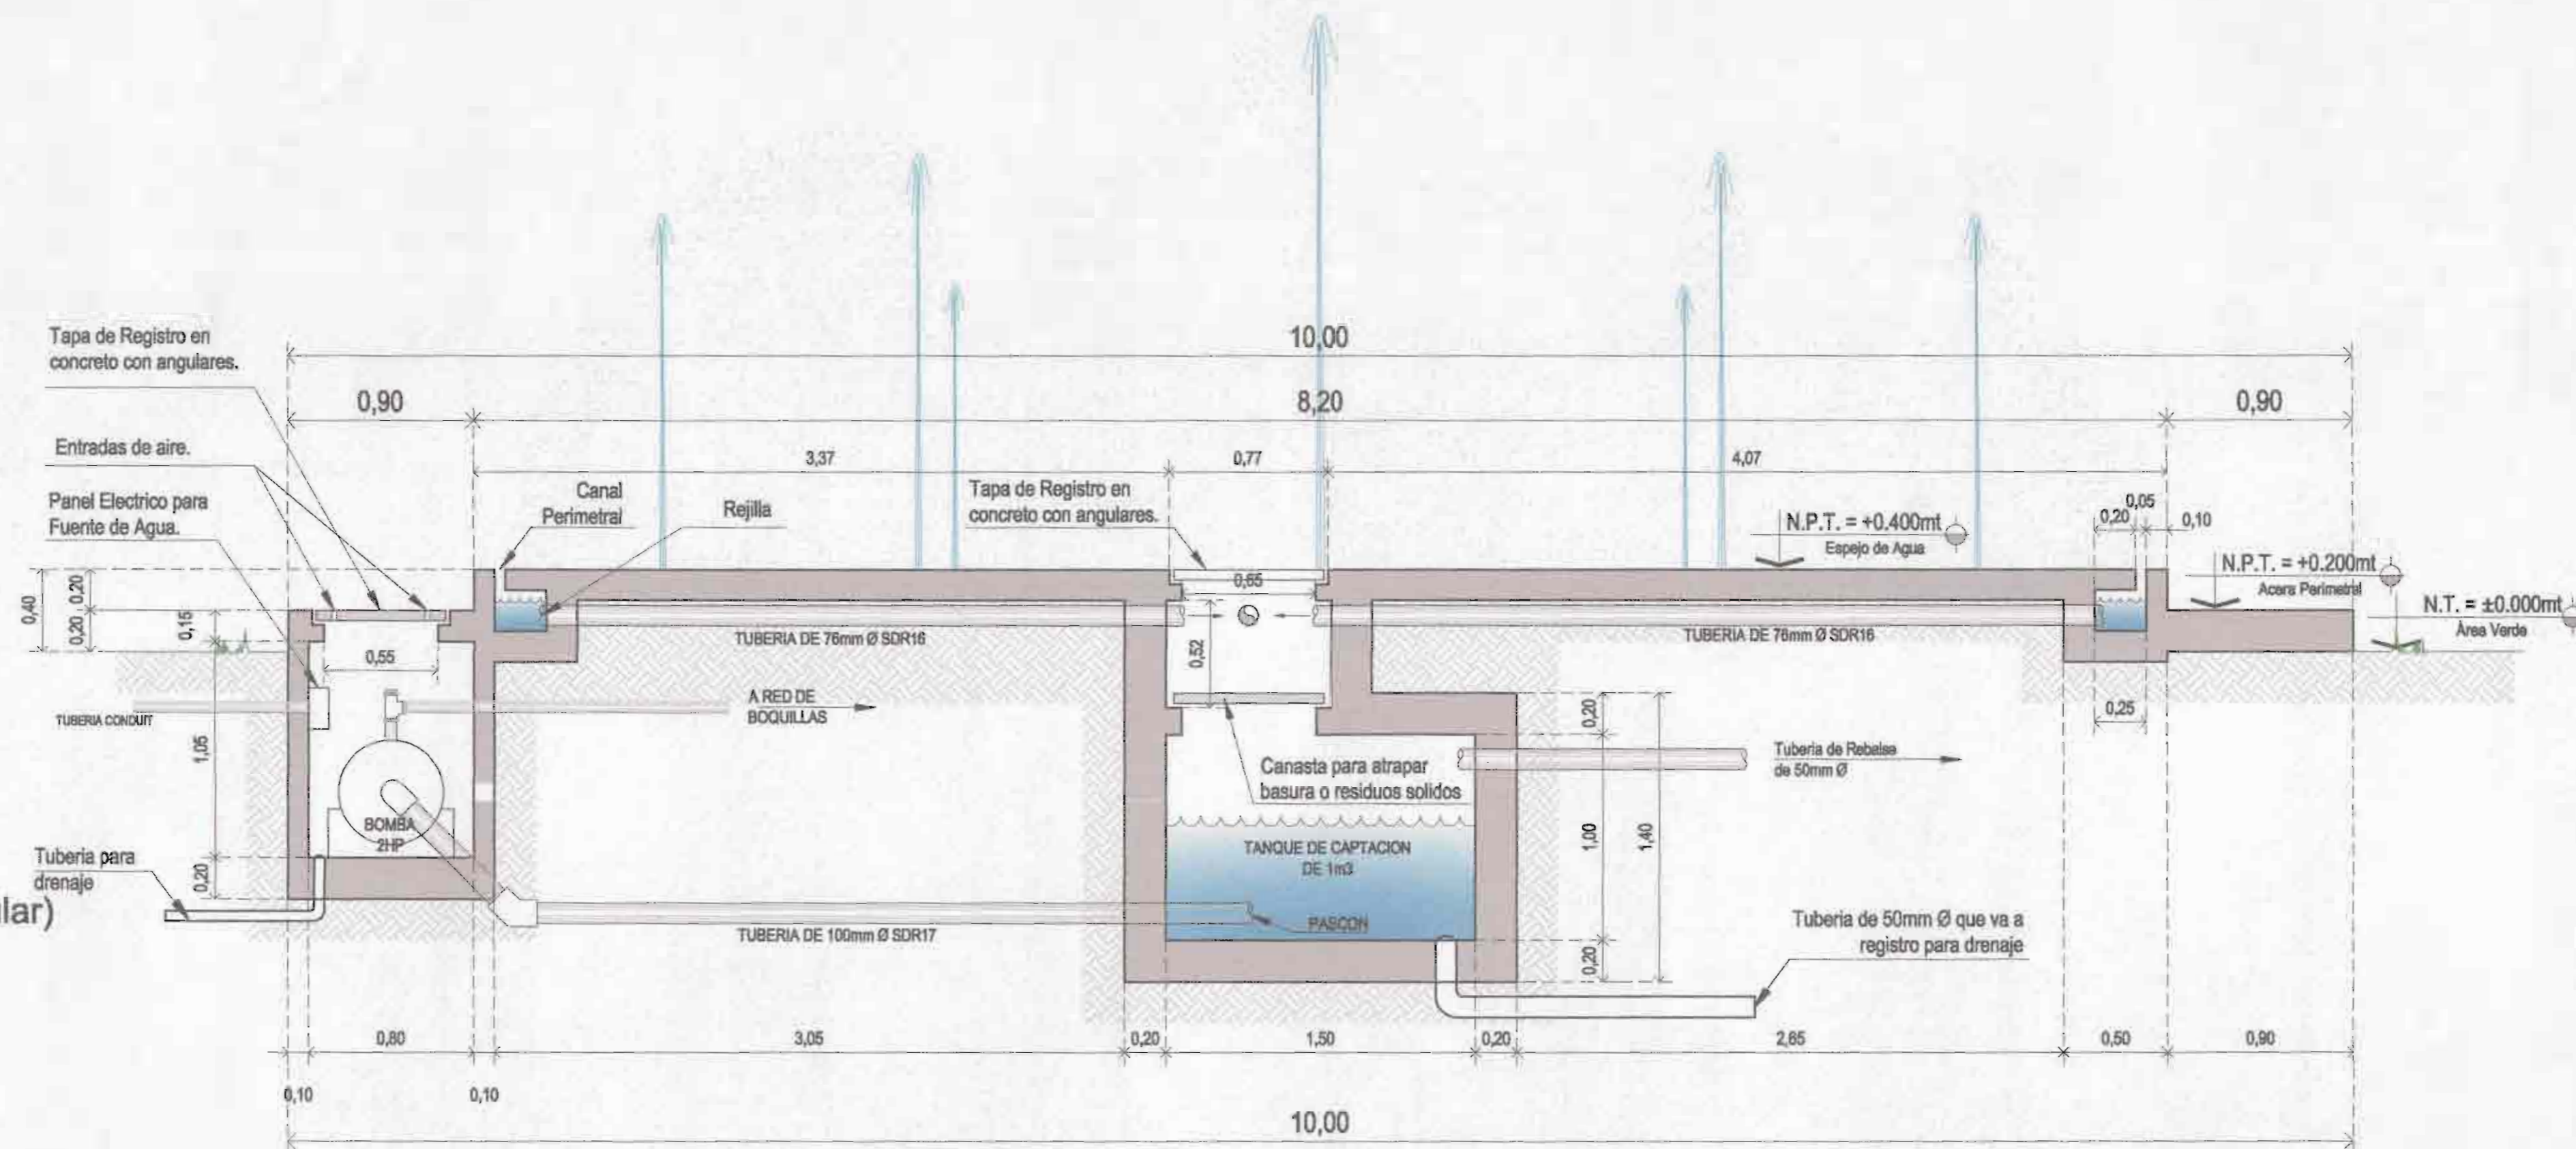 10,00
0,90
8,20
0,90
3,37
0,77
4,07
Tapa de Registro en
concreto con angulares.
Entradas de aire.
Panel Electrico para
Fuente de Agua.
Canal
Perimetral
Rejilla
Tapa de Registro en
concreto con angulares.
N.P.T. = +0.400mt
Espejo de Agua
0,05
0,20
0,10
N.P.T. = +0.200mt
Acera Perimetral
N.T. = ±0.000mt
Área Verde
0,40
0,20
0,20
0,15
0,55
0,65
0,52
TUBERIA DE 76mm Ø SDR16
TUBERIA DE 76mm Ø SDR16
TUBERIA CONDUIT
A RED DE
BOQUILLAS
1,05
0,20
0,25
Tuberia de Rebalse
de 50mm Ø
Canasta para atrapar
basura o residuos solidos
1,00
1,40
BOMBA
2HP
TANQUE DE CAPTACION
DE 1m3
Tuberia para
drenaje
0,20
lar)
PASCON
TUBERIA DE 100mm Ø SDR17
Tuberia de 50mm Ø que va a
registro para drenaje
0,20
0,80
3,05
0,20
1,50
0,20
2,65
0,50
0,90
0,10
0,10
10,00